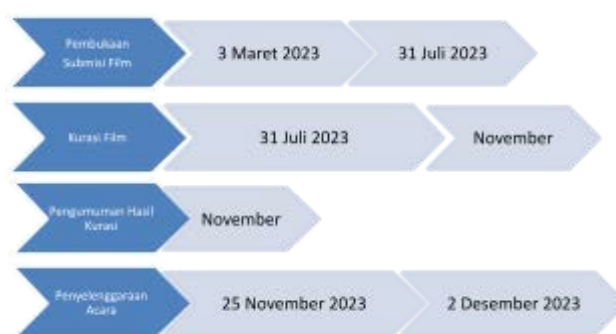 Pembukaan
Submisi Film
3 Maret 2023
31 Juli 2023
Kurasi Film
31 Juli 2023
November
Pengumuman Hasil
Kurasi
November
Penyelenggaraan
Acara
25 November 2023
2 Desember 2023